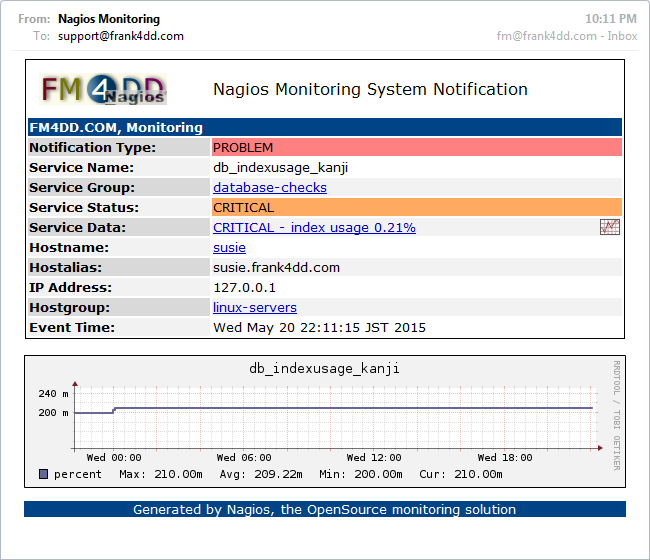 From: Nagios Monitoring 10:11 PM
To: support@frank4dd.com fm@frank4dd.com - Inbox
FM4DD Nagios
Nagios Monitoring System Notification
FM4DD.COM, Monitoring
Notification Type: PROBLEM
Service Name: db_indexusage_kanji
Service Group: database-checks
Service Status: CRITICAL
Service Data: CRITICAL - index usage 0.21%
Hostname: susie
Hostalias: susie.frank4dd.com
IP Address: 127.0.0.1
Hostgroup: linux-servers
Event Time: Wed May 20 22:11:15 JST 2015
db_indexusage_kanji
RRDTOOL / TOBI OETIKER
240 m
200 m
Wed 00:00 Wed 06:00 Wed 12:00 Wed 18:00
percent Max: 210.00m Avg: 209.22m Min: 200.00m Cur: 210.00m
Generated by Nagios, the OpenSource monitoring solution